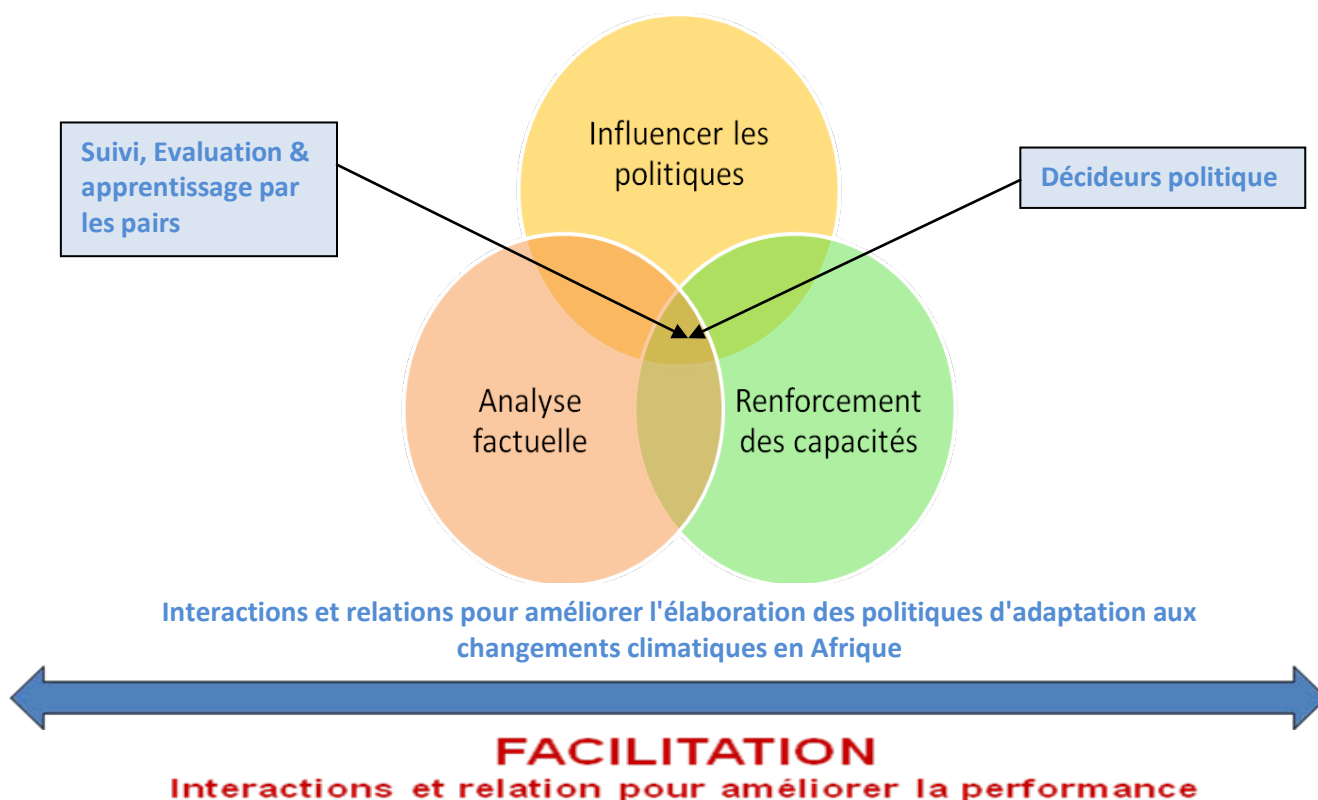 Influencer les
politiques
Suivi, Evaluation &
apprentissage par
les pairs
Décideurs politique
Analyse
factuelle
Renforcement
des capacités
Interactions et relations pour améliorer l'élaboration des politiques d'adaptation aux
changements climatiques en Afrique
FACILITATION
Interactions et relation pour améliorer la performance